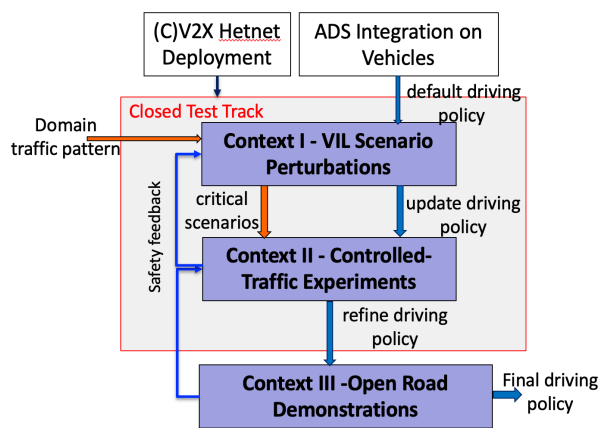 (C)V2X Hetnet
Deployment
ADS Integration on
Vehicles
default driving
policy
Closed Test Track
Domain
traffic pattern
Context I - VIL Scenario
Perturbations
critical
scenarios
update driving
policy
Safety feedback
Context II - Controlled-
Traffic Experiments
refine driving
policy
Context III -Open Road
Demonstrations
Final driving
policy